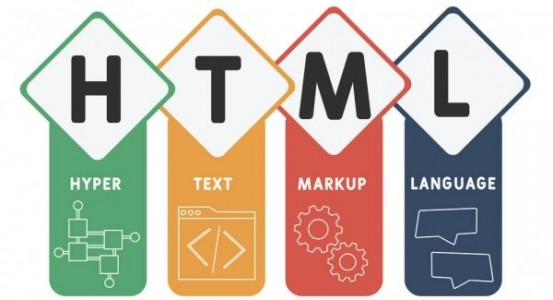 H T M L
HYPER TEXT MARKUP LANGUAGE
</>